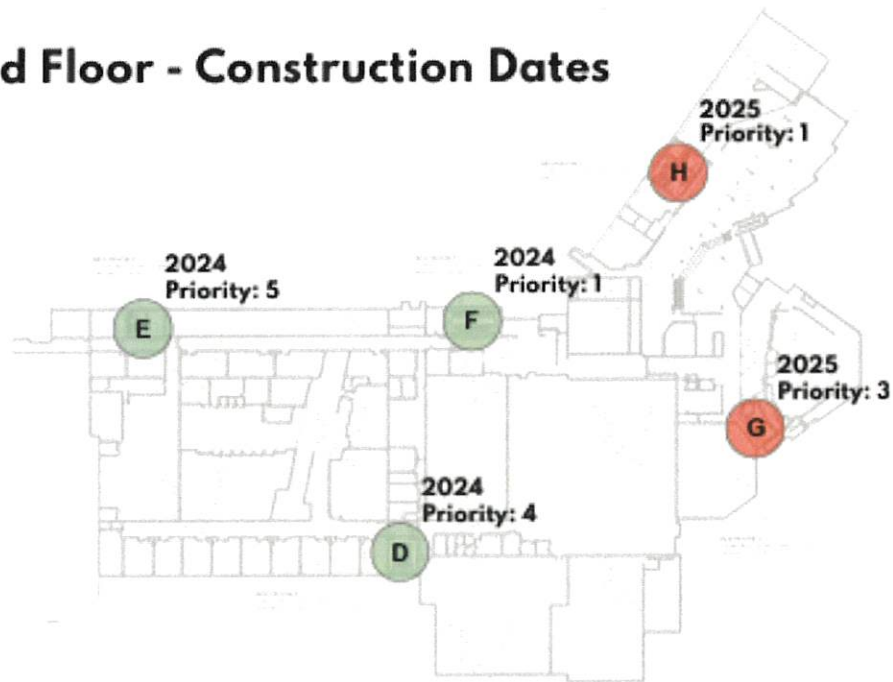 d Floor - Construction Dates
2025
Priority: 1
H
2024
Priority: 5
E
2024
Priority: 1
F
2025
Priority: 3
G
2024
Priority: 4
D